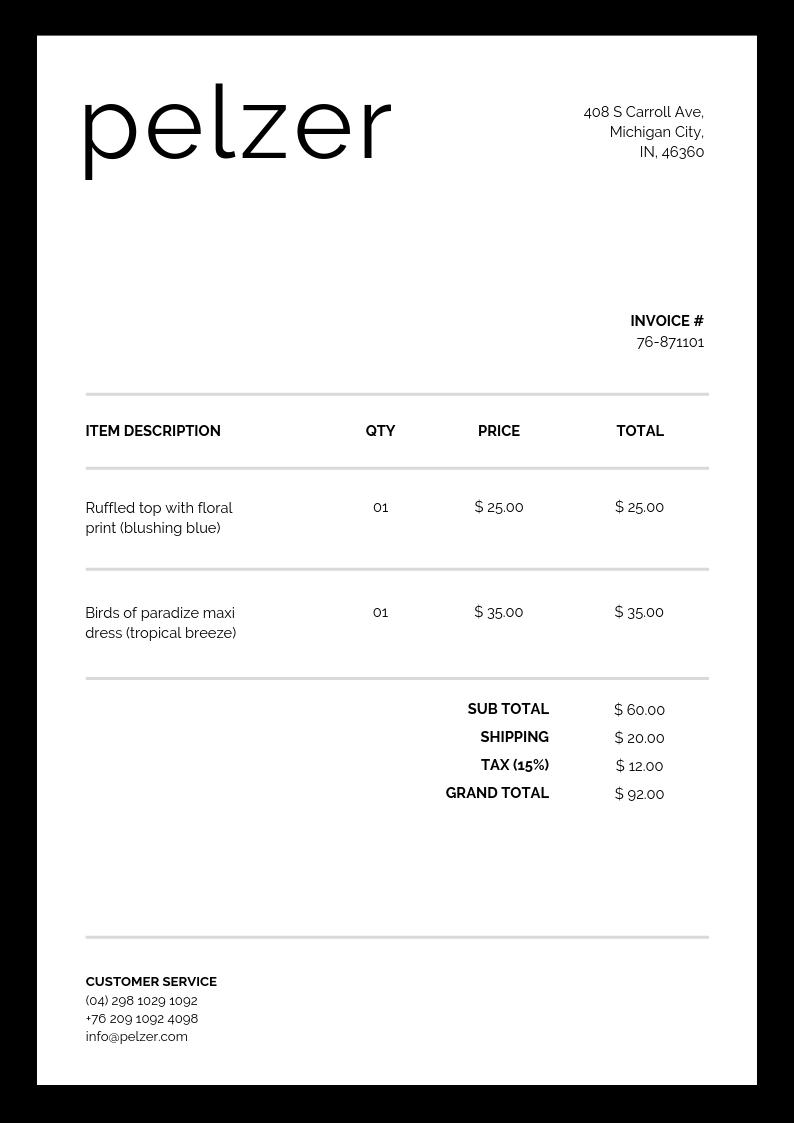 pelzer
408 S Carroll Ave,
Michigan City,
IN, 46360
INVOICE #
76-871101
ITEM DESCRIPTION QTY PRICE TOTAL
Ruffled top with floral 01 $ 25.00 $ 25.00
print (blushing blue)
Birds of paradize maxi 01 $ 35.00 $ 35.00
dress (tropical breeze)
SUB TOTAL $ 60.00
SHIPPING $ 20.00
TAX (15%) $ 12.00
GRAND TOTAL $ 92.00
CUSTOMER SERVICE
(04) 298 1029 1092
+76 209 1092 4098
info@pelzer.com